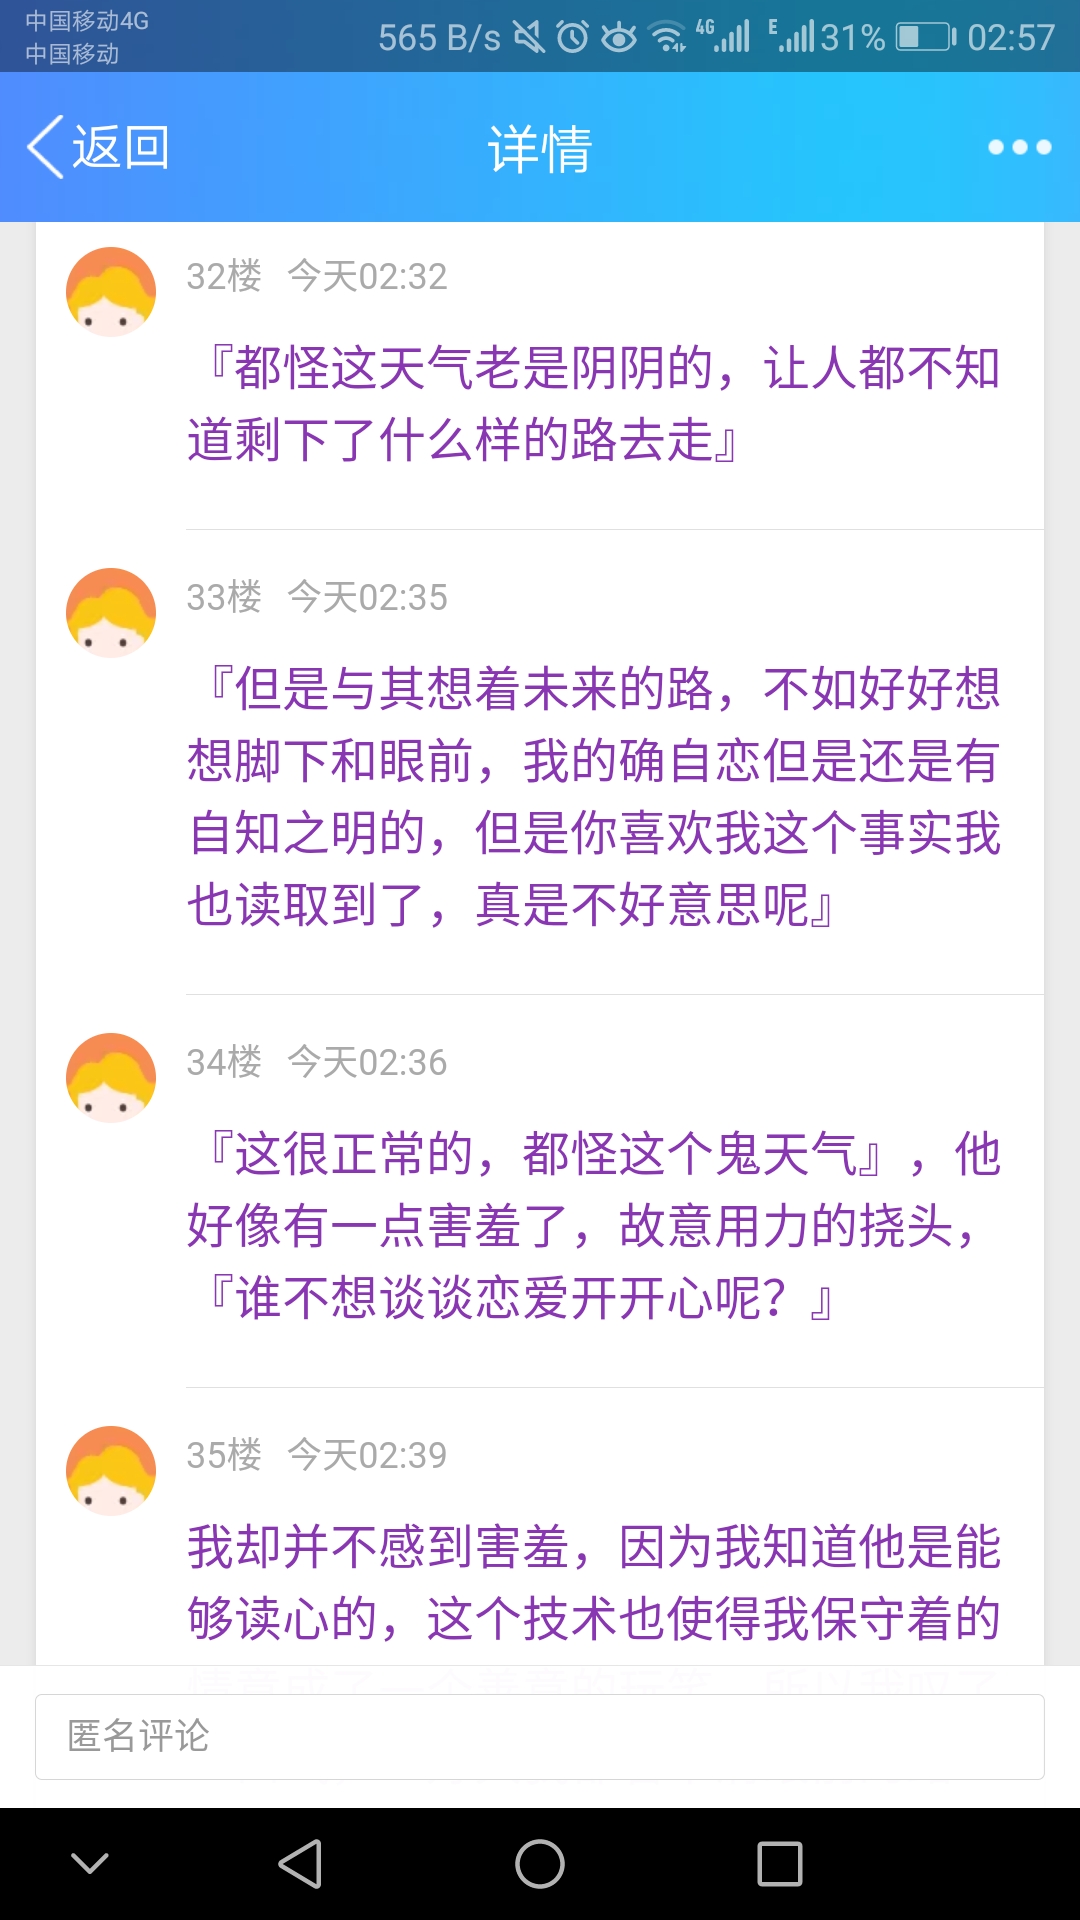 中国移动4G
中国移动
565 B/s
4G
E
31%
02:57
返回
详情
32楼 今天02:32
『都怪这天气老是阴阴的，让人都不知
道剩下了什么样的路去走』
33楼 今天02:35
『但是与其想着未来的路，不如好好想
想脚下和眼前，我的确自恋但是还是有
自知之明的，但是你喜欢我这个事实我
也读取到了，真是不好意思呢』
34楼 今天02:36
『这很正常的，都怪这个鬼天气』，他
好像有一点害羞了，故意用力的挠头，
『谁不想谈谈恋爱开开心呢？』
35楼 今天02:39
我却并不感到害羞，因为我知道他是能
够读心的，这个技术也使得我保守着的
匿名评论